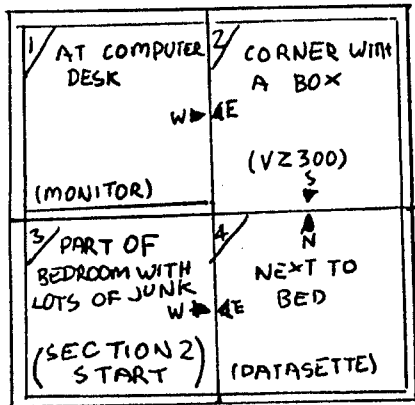 1
AT COMPUTER
DESK
W
(MONITOR)
2
CORNER WITH
A BOX
E
(VZ300)
S
3
PART OF
BEDROOM WITH
LOTS OF JUNK
W
(SECTION 2)
START
4
N
NEXT TO
BED
E
(DATASETTE)